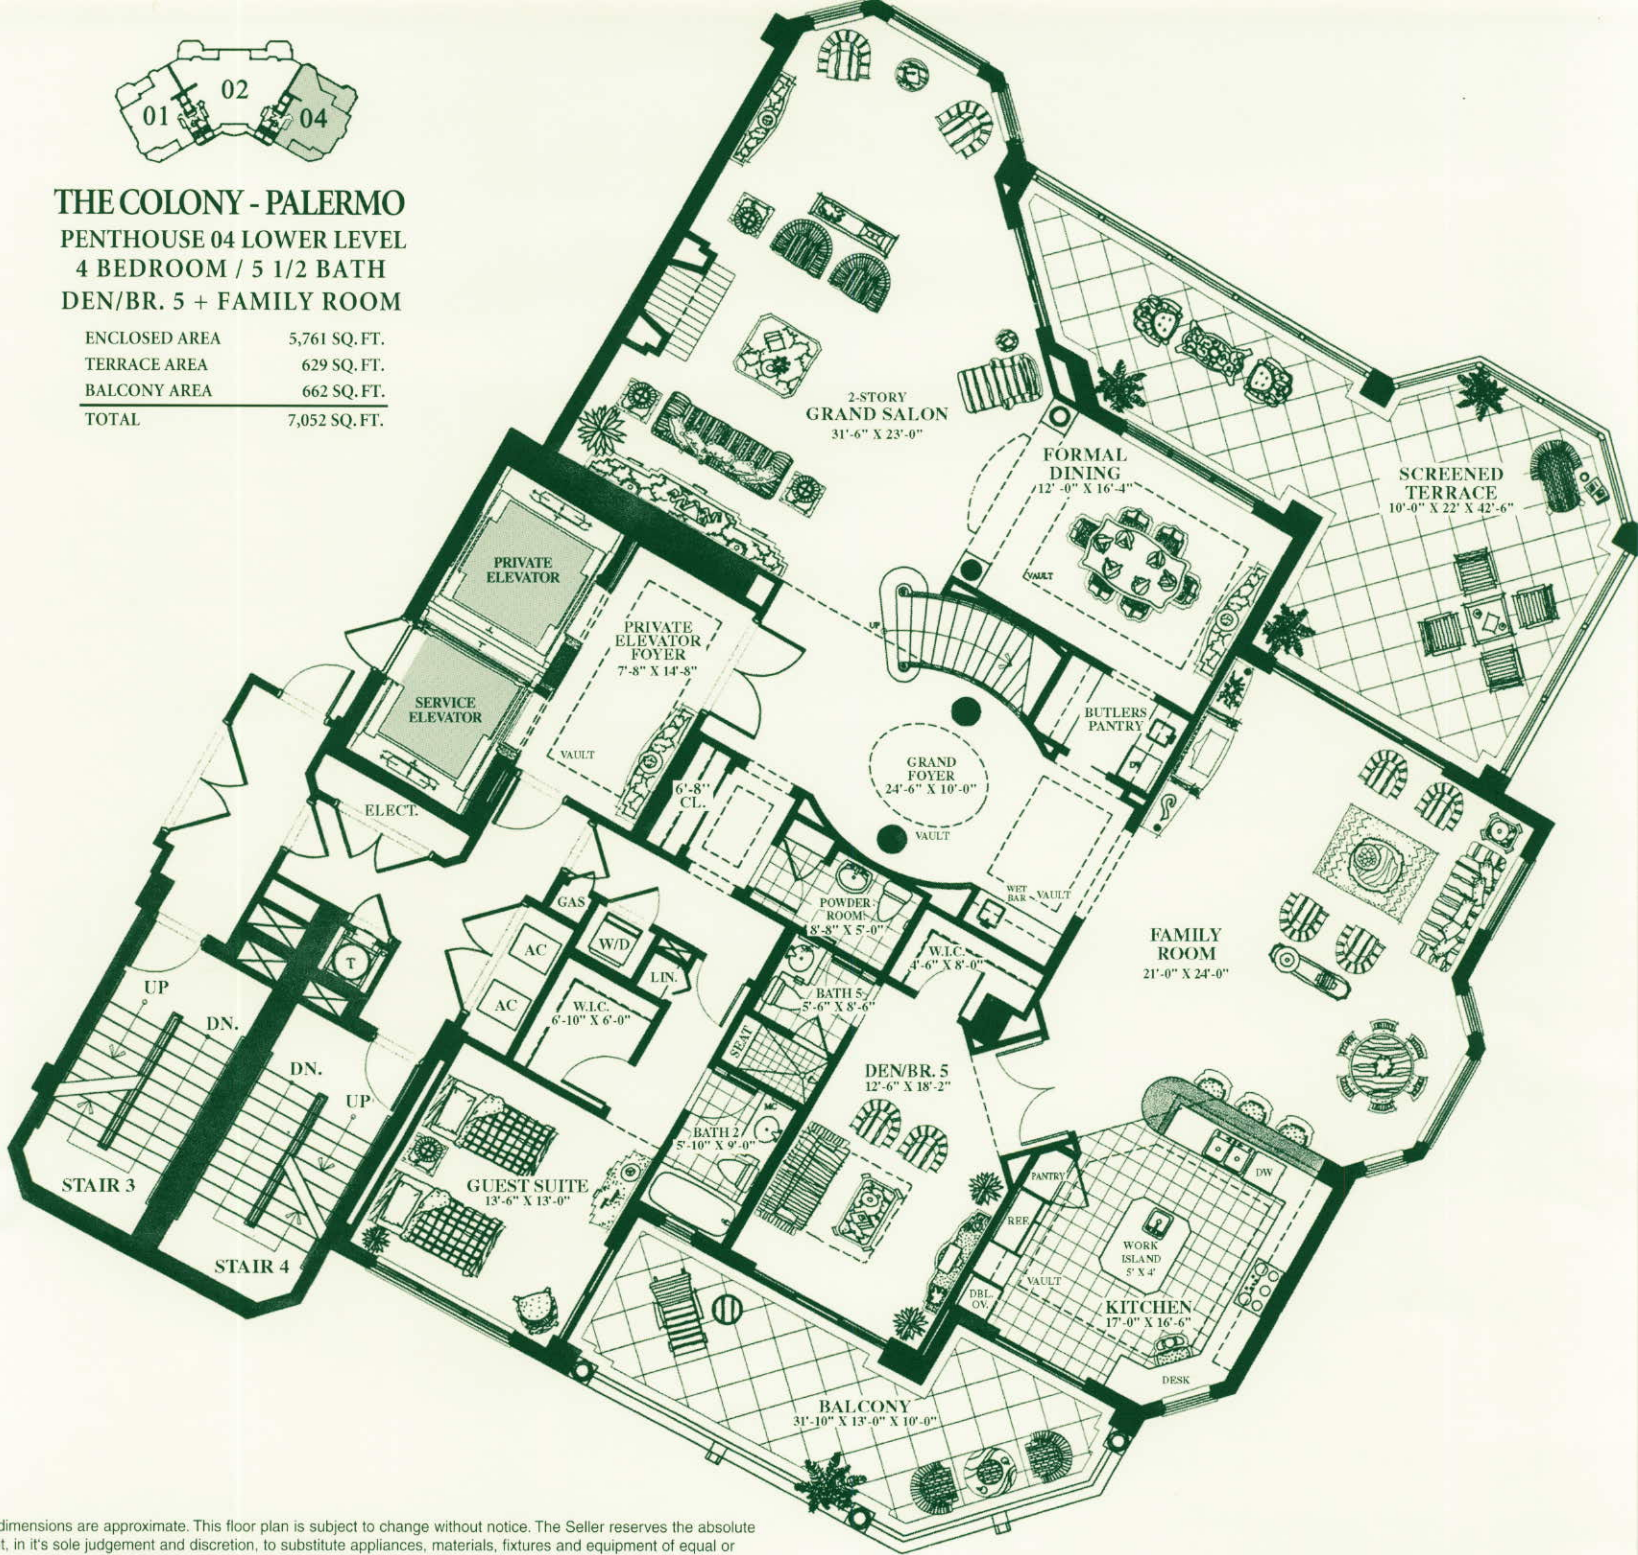 01
02
04
THE COLONY - PALERMO
PENTHOUSE 04 LOWER LEVEL
4 BEDROOM / 5 1/2 BATH
DEN/BR. 5 + FAMILY ROOM
ENCLOSED AREA 5,761 SQ. FT.
TERRACE AREA 629 SQ. FT.
BALCONY AREA 662 SQ. FT.
TOTAL 7,052 SQ. FT.
2-STORY
GRAND SALON
31'-6" X 23'-0"
FORMAL
DINING
12' -0" X 16'-4"
VAULT
SCREENED
TERRACE
10'-0" X 22' X 42'-6"
PRIVATE
ELEVATOR
PRIVATE
ELEVATOR
FOYER
7'-8" X 14'-8"
VAULT
SERVICE
ELEVATOR
UP
BUTLERS
PANTRY
GRAND
FOYER
24'-6" X 10'-0"
VAULT
6'-8"
CL.
ELECT.
GAS
POWDER
ROOM
8'-8" X 5'-0"
WET
BAR
VAULT
FAMILY
ROOM
21'-0" X 24'-0"
W.I.C.
4'-6" X 8'-0"
AC
W/D
T
LIN.
AC
W.I.C.
6'-10" X 6'-0"
BATH 5
5'-6" X 8'-6"
SEAT
UP
DN.
DN.
UP
DEN/BR. 5
12'-6" X 18'-2"
MC
BATH 2
5'-10" X 9'-0"
STAIR 3
GUEST SUITE
13'-6" X 13'-0"
STAIR 4
PANTRY
DW
REF.
WORK
ISLAND
5' X 4'
VAULT
DBL.
OV.
KITCHEN
17'-0" X 16'-6"
DESK
BALCONY
31'-10" X 13'-0" X 10'-0"
dimensions are approximate. This floor plan is subject to change without notice. The Seller reserves the absolute
t, in it's sole judgement and discretion, to substitute appliances, materials, fixtures and equipment of equal or